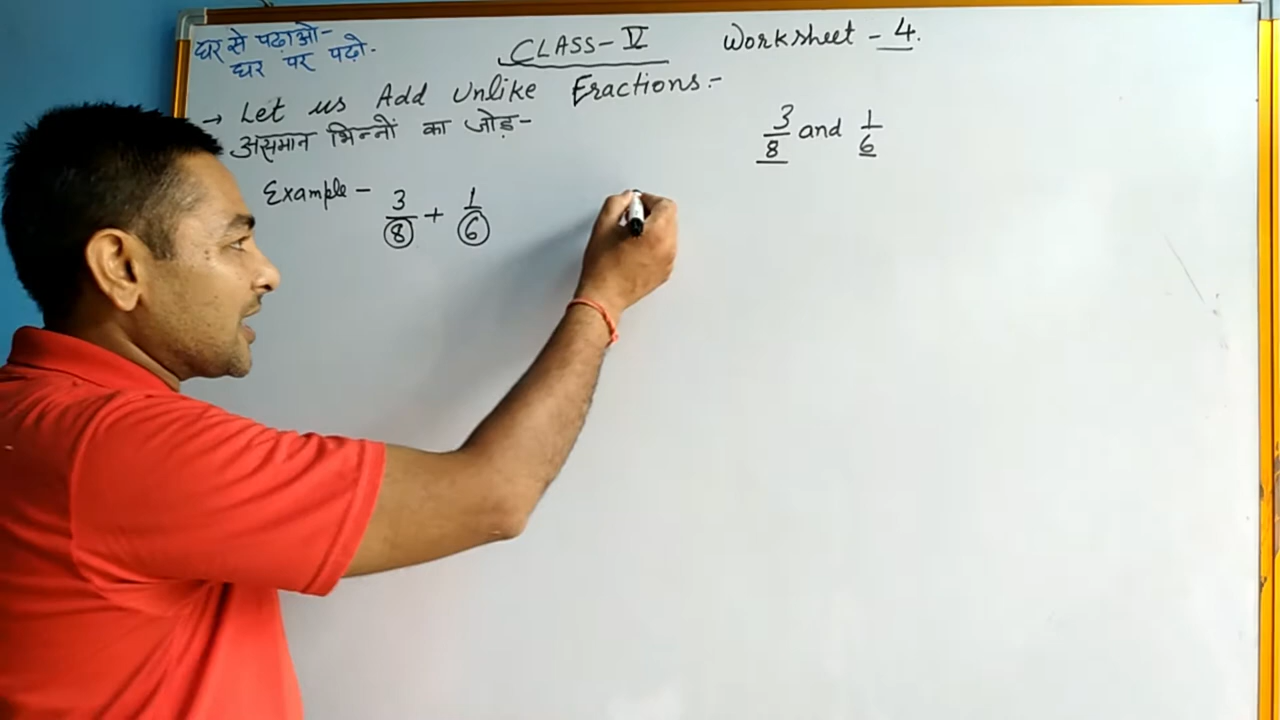 घर से पढ़ाओ-
घर पर पढ़ो.
CLASS-V Worksheet - 4.
→ Let us Add Unlike Fractions:-
असमान भिन्नों का जोड़-
3/8 and 1/6
Example - 3/8 + 1/6